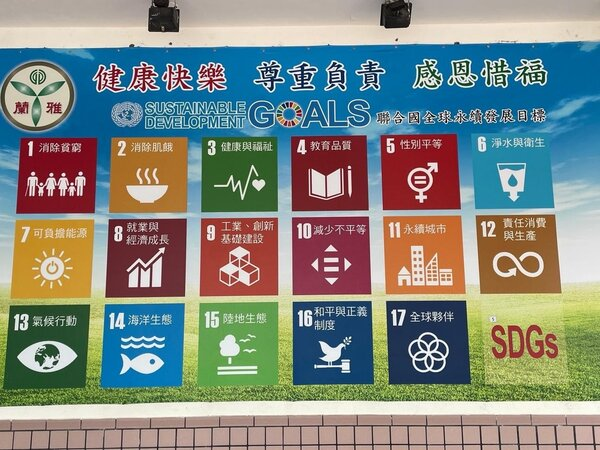 健康快樂 尊重負責 感恩惜福
蘭雅
SUSTAINABLE
DEVELOPMENT
GOALS
聯合國全球永續發展目標
1 消除貧窮
2 消除肌餓
3 健康與福祉
4 教育品質
5 性別平等
6 淨水與衛生
7 可負擔能源
8 就業與
經濟成長
9 工業、創新
基礎建設
10 減少不平等
11 永續城市
12 責任消費
與生產
13 氣候行動
14 海洋生態
15 陸地生態
16 和平與正義
制度
17 全球夥伴
S
SDGs